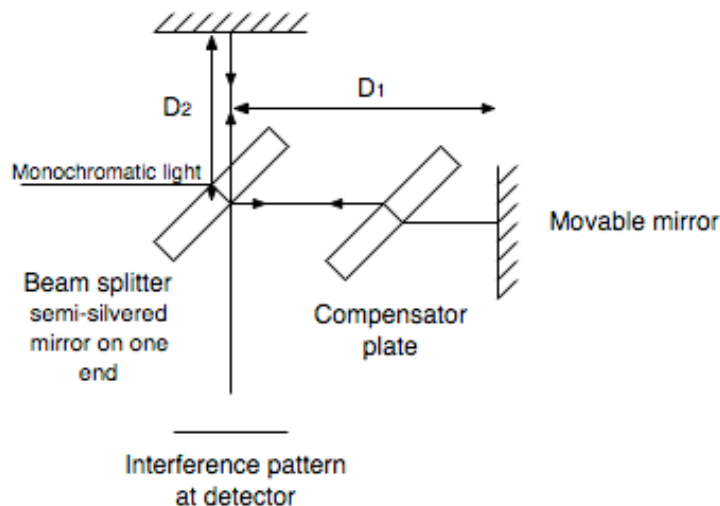 D1
D2
Monochromatic light
Movable mirror
Beam splitter
semi-silvered
mirror on one
end
Compensator
plate
Interference pattern
at detector